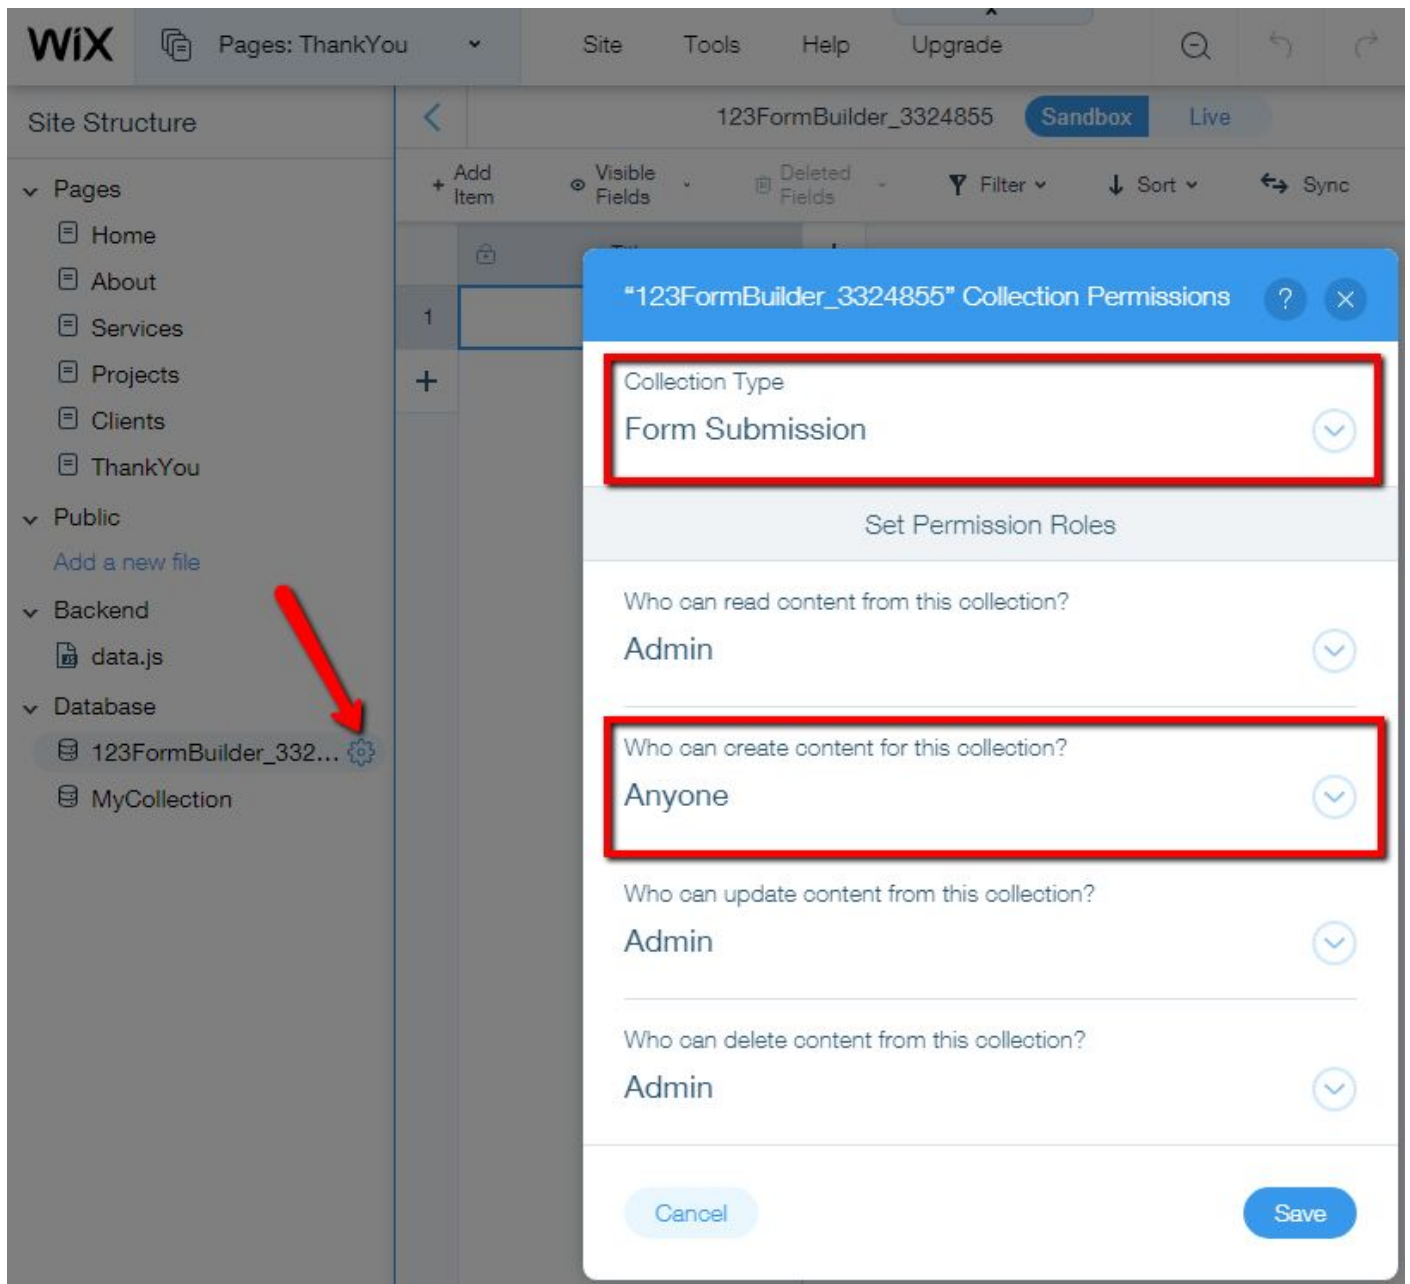 WiX
Pages: ThankYou
Site
Tools
Help
Upgrade
Site Structure
123FormBuilder_3324855
Sandbox
Live
Add
Item
Visible
Fields
Deleted
Fields
Filter
Sort
Sync
Pages
Home
About
Services
Projects
Clients
ThankYou
Public
Add a new file
Backend
data.js
Database
123FormBuilder_332...
MyCollection
1
“123FormBuilder_3324855” Collection Permissions
?
Collection Type
Form Submission
Set Permission Roles
Who can read content from this collection?
Admin
Who can create content for this collection?
Anyone
Who can update content from this collection?
Admin
Who can delete content from this collection?
Admin
Cancel
Save